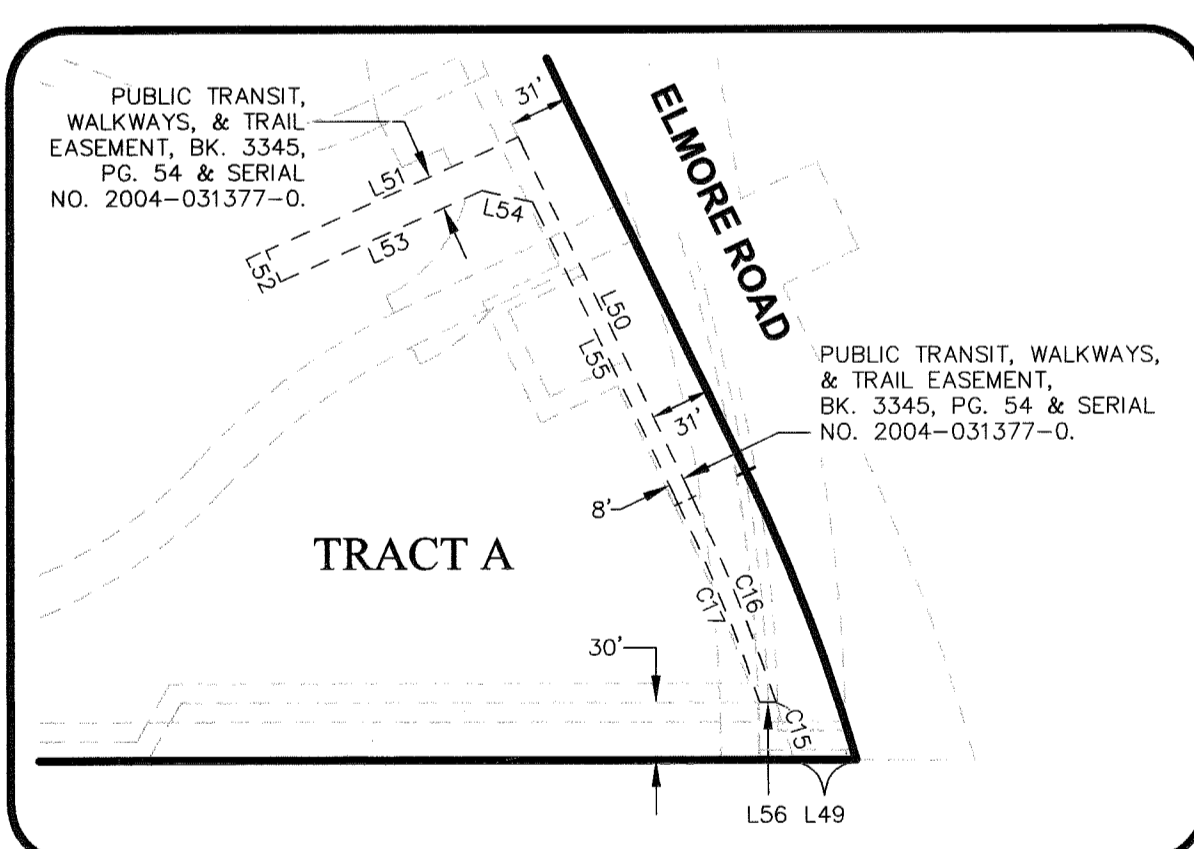 PUBLIC TRANSIT,
WALKWAYS, & TRAIL
EASEMENT, BK. 3345,
PG. 54 & SERIAL
NO. 2004-031377-0.
31'
ELMORE ROAD
L51
L54
L53
L52
L50
L55
PUBLIC TRANSIT, WALKWAYS,
& TRAIL EASEMENT,
BK. 3345, PG. 54 & SERIAL
NO. 2004-031377-0.
31'
8'
TRACT A
C16
C17
30'
C15
L56 L49